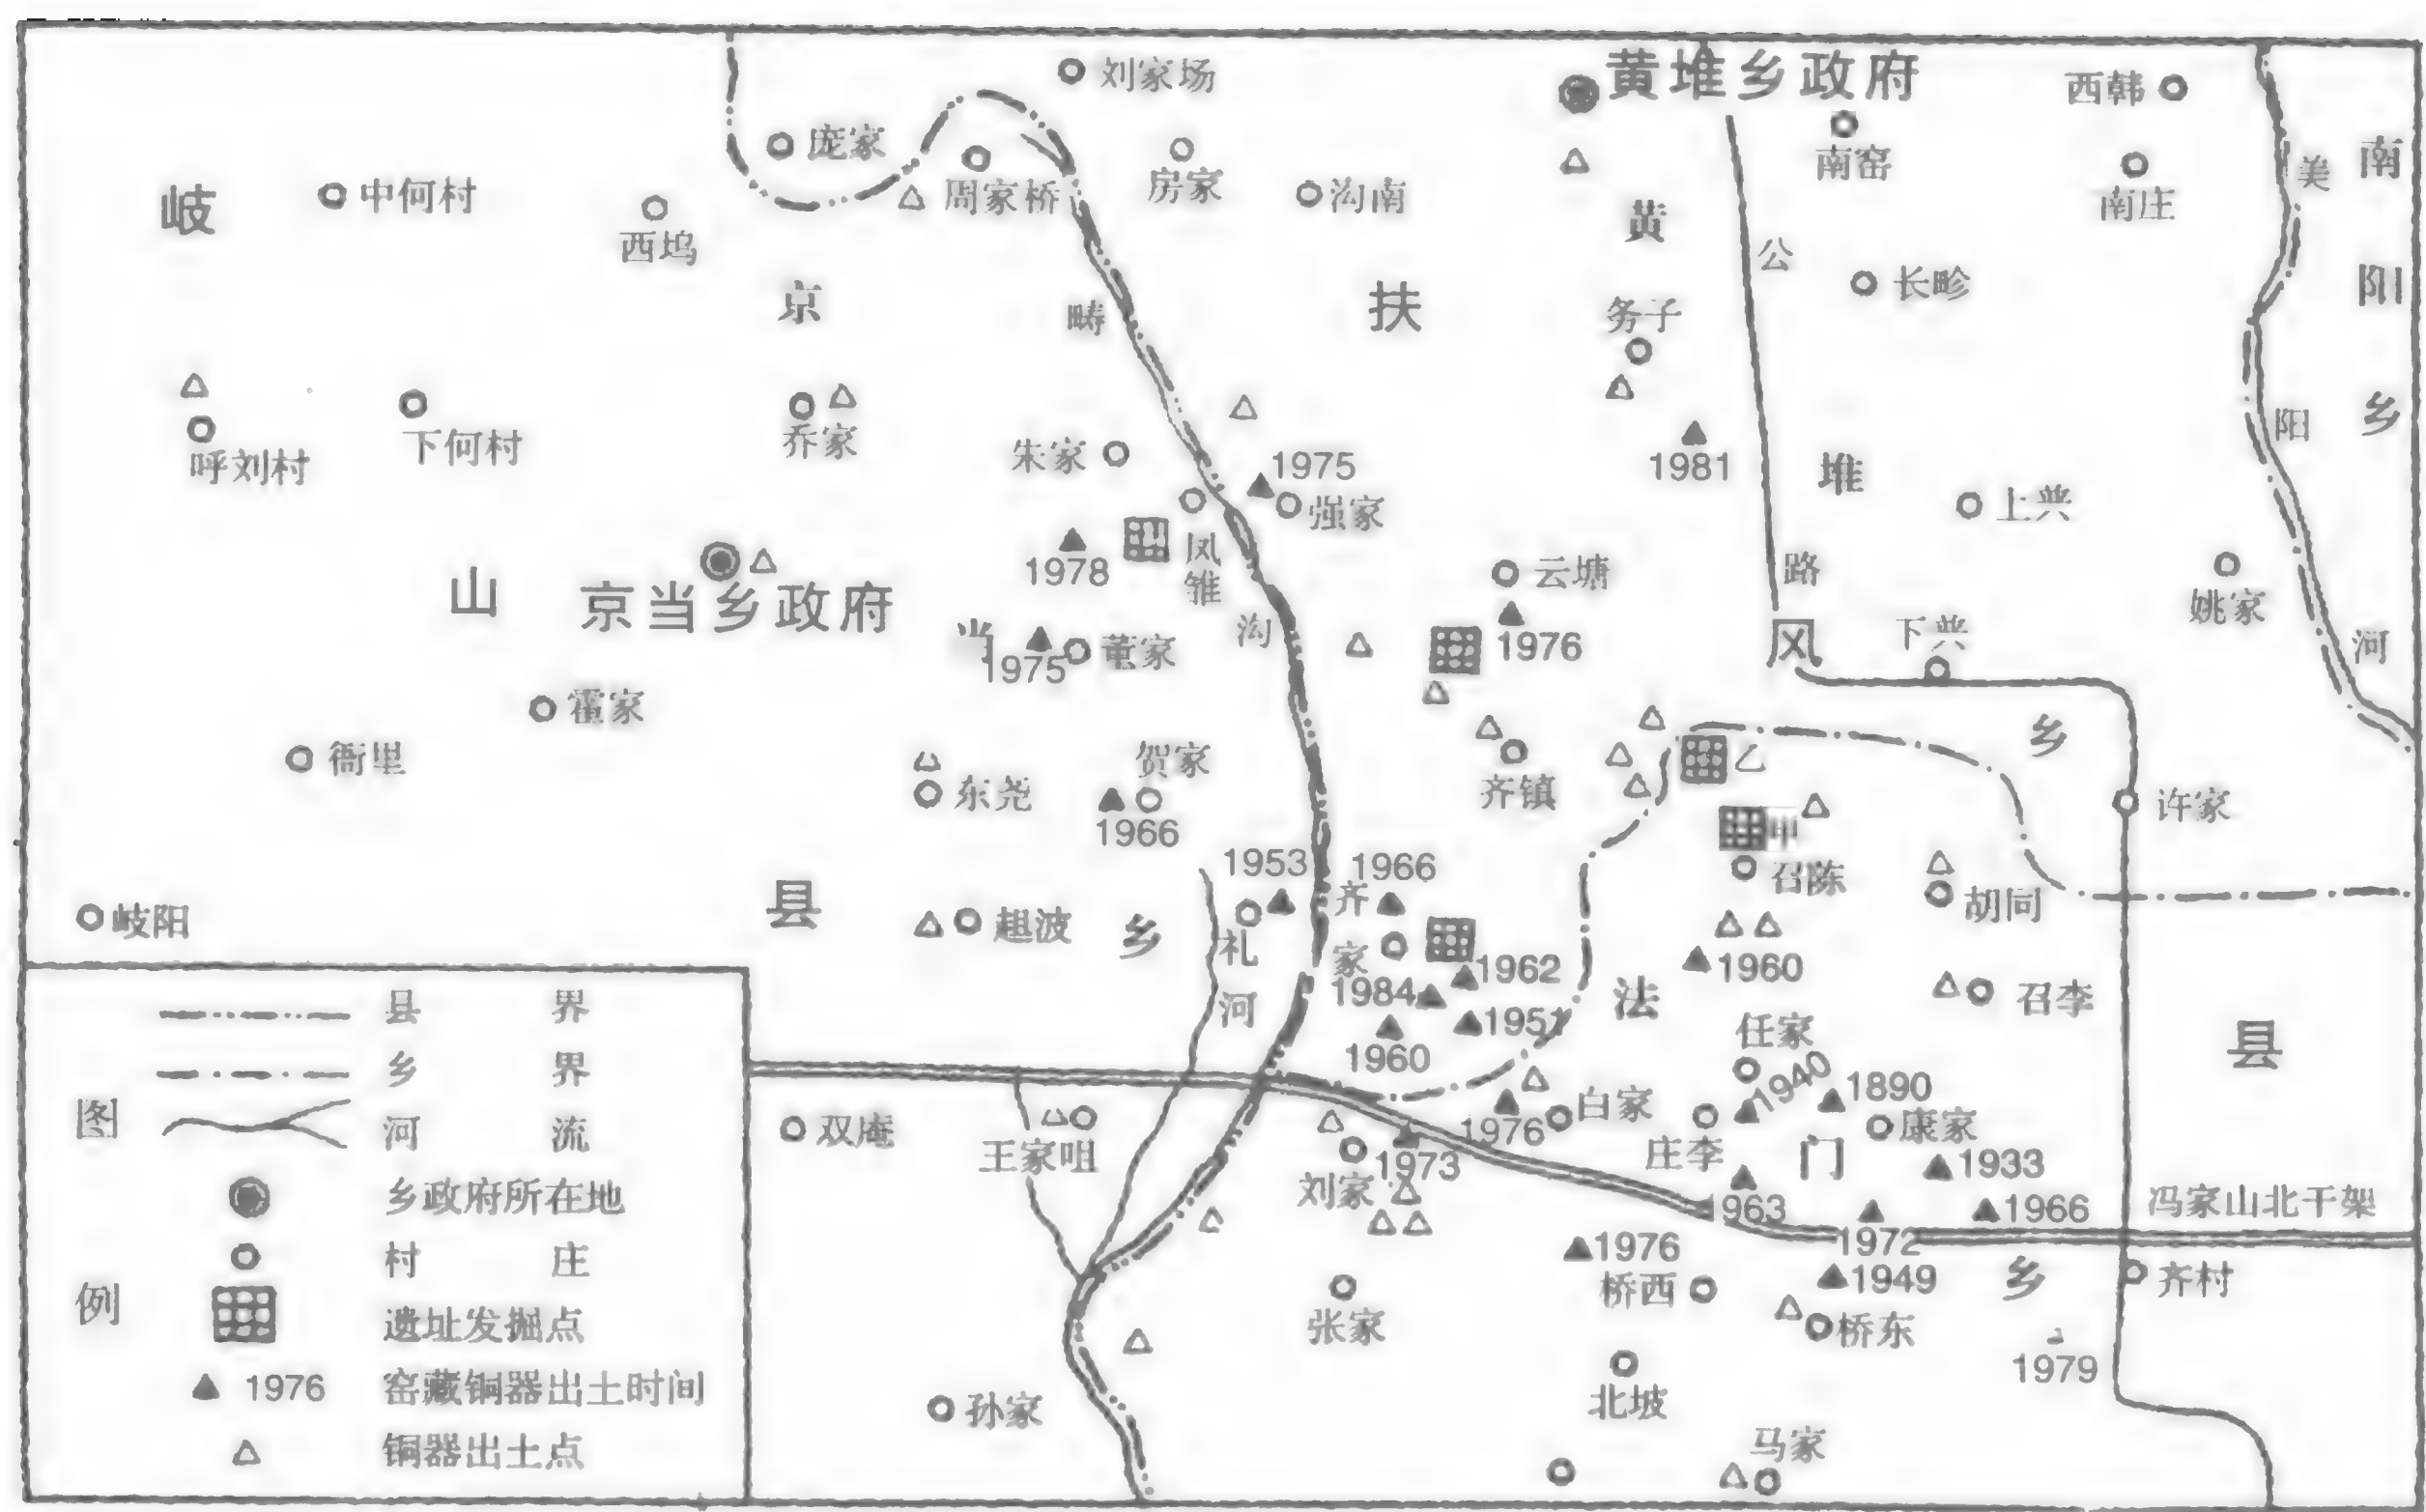 刘家场
黄堆乡政府
西韩
庞家
周家桥
房家
沟南
南窑
南庄
美
南
岐
中何村
西坞
黄
公
京
畴
扶
务子
长畛
阳
呼刘村
下何村
乔家
朱家
1975
强家
1981
堆
上兴
阳
乡
山
京当乡政府
1978
凤
雏
云塘
路
姚家
当
1975
董家
沟
1976
风
下兴
河
霍家
衙里
东尧
贺家
1966
齐镇
乙
甲
乡
许家
岐阳
县
趄波
乡
1953
礼
河
齐
家
1966
1962
1984
1951
1960
召陈
胡同
1960
法
召李
任家
县
双庵
王家咀
刘家
1973
1976
白家
1940
1890
庄李
门
康家
1933
1963
1972
1966
冯家山北干渠
1976
桥西
1949
桥东
乡
齐村
张家
1979
孙家
北坡
马家
图
例
县 界
乡 界
河 流
乡政府所在地
村 庄
遗址发掘点
1976 窑藏铜器出土时间
铜器出土点